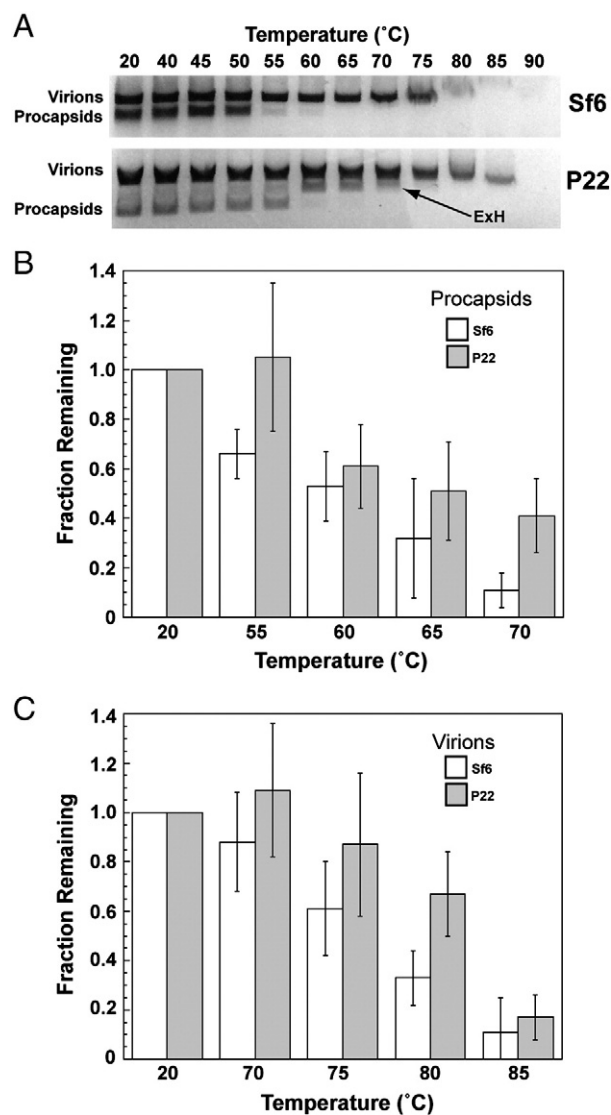 A
Temperature (˚C)
20 40 45 50 55 60 65 70 75 80 85 90
Virions
Procapsids
Sf6
Virions
Procapsids
P22
ExH
B
Procapsids
Sf6
P22
Fraction Remaining
1.4
1.2
1.0
0.8
0.6
0.4
0.2
0
20 55 60 65 70
Temperature (˚C)
C
Virions
Sf6
P22
Fraction Remaining
1.4
1.2
1.0
0.8
0.6
0.4
0.2
0
20 70 75 80 85
Temperature (˚C)